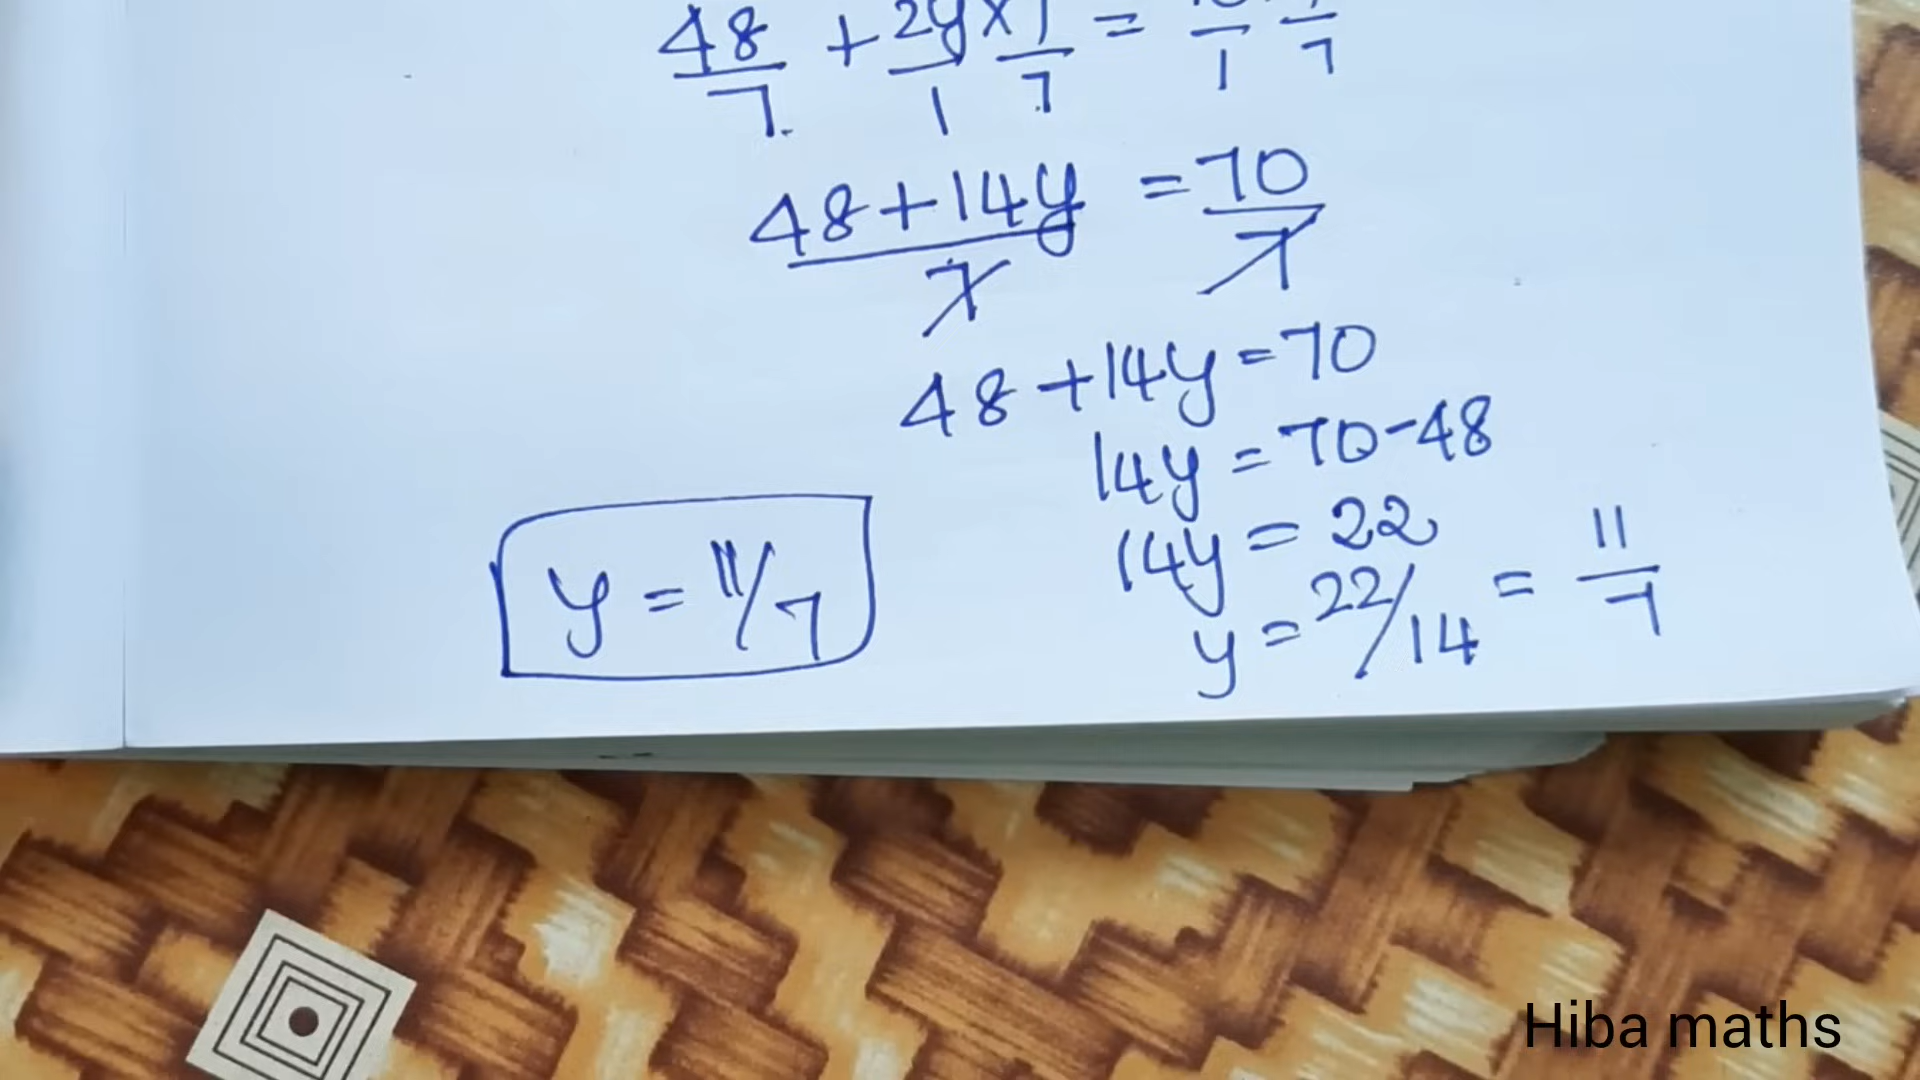 48/7 + 2y/1 × 7/7 =
48+14y/7 = 70/7
48+14y=70
14y = 70-48
14y = 22
y = 22/14 = 11/7
y = 11/7
Hiba maths